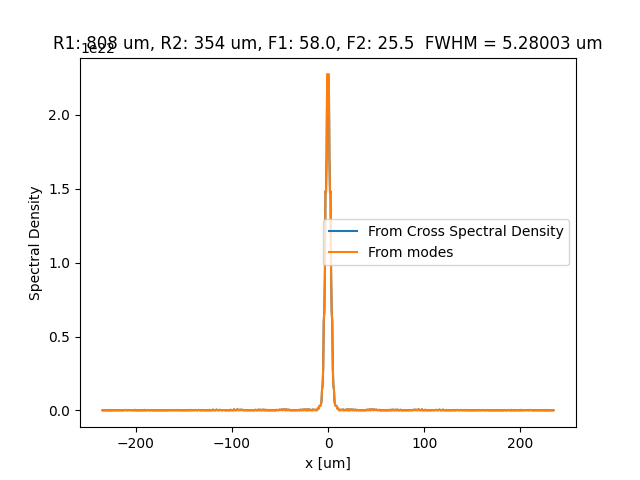 R1: 808 um, R2: 354 um, F1: 58.0, F2: 25.5  FWHM = 5.28003 um
1e22
2.0
1.5
1.0
0.5
0.0
Spectral Density
From Cross Spectral Density
From modes
−200
−100
0
100
200
x [um]